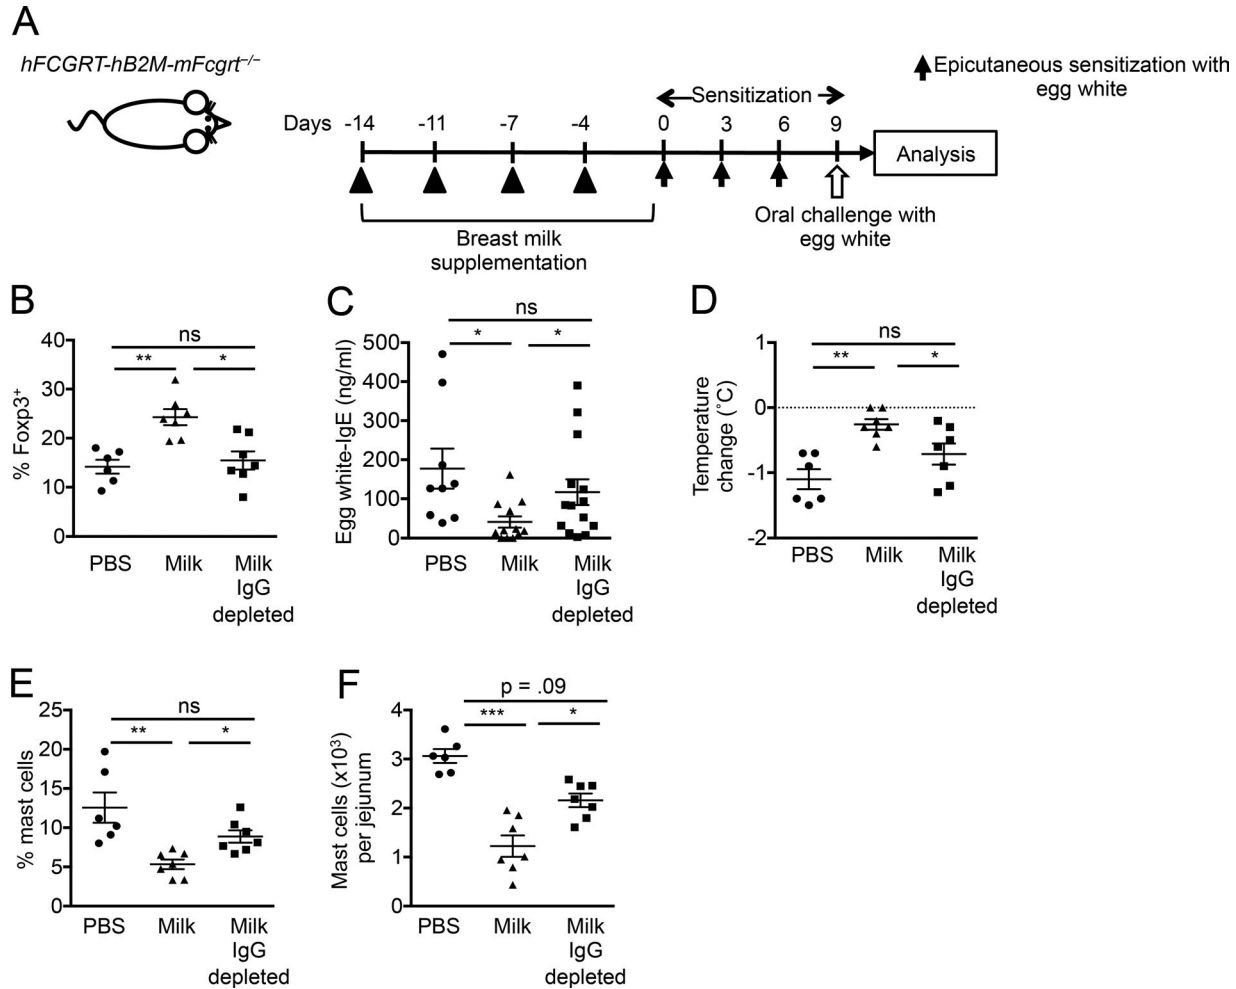 A
hFCGRT-hB2M-mFcgrt–/–
Epicutaneous sensitization with
egg white
Sensitization
Days -14 -11 -7 -4 0 3 6 9
Analysis
Oral challenge with
egg white
Breast milk
supplementation
B
% Foxp3+
40
30
20
10
0
ns
** *
PBS Milk Milk
IgG
depleted
C
Egg white-IgE (ng/ml)
500
400
300
200
100
0
ns
* *
PBS Milk Milk
IgG
depleted
D
Temperature
change (˚C)
1
0
-1
-2
ns
** *
PBS Milk Milk
IgG
depleted
E
% mast cells
25
20
15
10
5
0
ns
** *
PBS Milk Milk
IgG
depleted
F
Mast cells (x10³)
per jejunum
4
3
2
1
0
p = .09
*** *
PBS Milk Milk
IgG
depleted